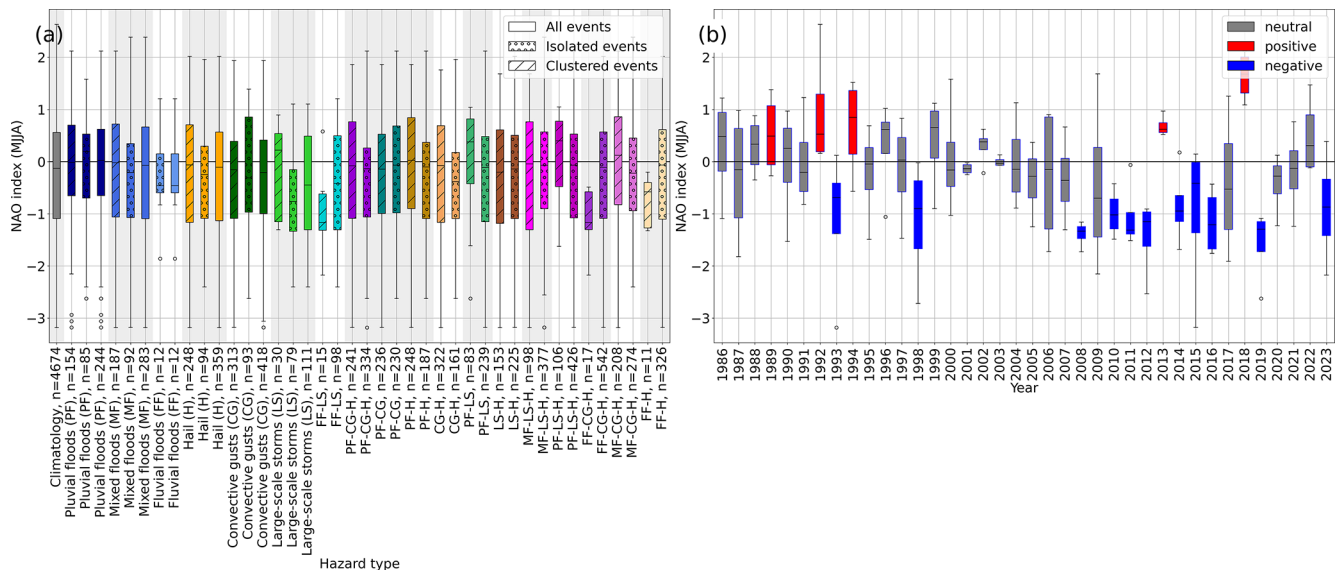 (a)
NAO index (MJJA)
2
1
0
−1
−2
−3
All events
Isolated events
Clustered events
Climatology, n=4674
Pluvial floods (PF), n=154
Pluvial floods (PF), n=85
Pluvial floods (PF), n=244
Mixed floods (MF), n=187
Mixed floods (MF), n=92
Mixed floods (MF), n=283
Fluvial floods (FF), n=12
Fluvial floods (FF), n=12
Hail (H), n=248
Hail (H), n=94
Hail (H), n=359
Convective gusts (CG), n=313
Convective gusts (CG), n=93
Convective gusts (CG), n=418
Large-scale storms (LS), n=30
Large-scale storms (LS), n=79
Large-scale storms (LS), n=111
FF-LS, n=15
FF-LS, n=98
PF-CG-H, n=241
PF-CG-H, n=334
PF-CG, n=236
PF-CG, n=230
PF-H, n=248
PF-H, n=187
CG-H, n=322
CG-H, n=161
PF-LS, n=83
PF-LS, n=239
LS-H, n=153
LS-H, n=225
MF-LS-H, n=98
MF-LS-H, n=377
PF-LS-H, n=106
PF-LS-H, n=426
FF-CG-H, n=17
FF-CG-H, n=542
MF-CG-H, n=208
MF-CG-H, n=274
FF-H, n=11
FF-H, n=326
Hazard type
(b)
NAO index (MJJA)
2
1
0
−1
−2
−3
neutral
positive
negative
1986
1987
1988
1989
1990
1991
1992
1993
1994
1995
1996
1997
1998
1999
2000
2001
2002
2003
2004
2005
2006
2007
2008
2009
2010
2011
2012
2013
2014
2015
2016
2017
2018
2019
2020
2021
2022
2023
Year